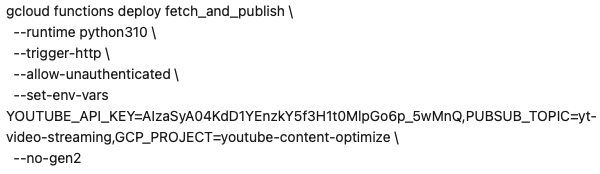 gcloud functions deploy fetch_and_publish \
--runtime python310 \
--trigger-http \
--allow-unauthenticated \
--set-env-vars
YOUTUBE_API_KEY=AIzaSyA04KdD1YEnzkY5f3H1t0MlpGo6p_5wMnQ,PUBSUB_TOPIC=yt-
video-streaming,GCP_PROJECT=youtube-content-optimize \
--no-gen2